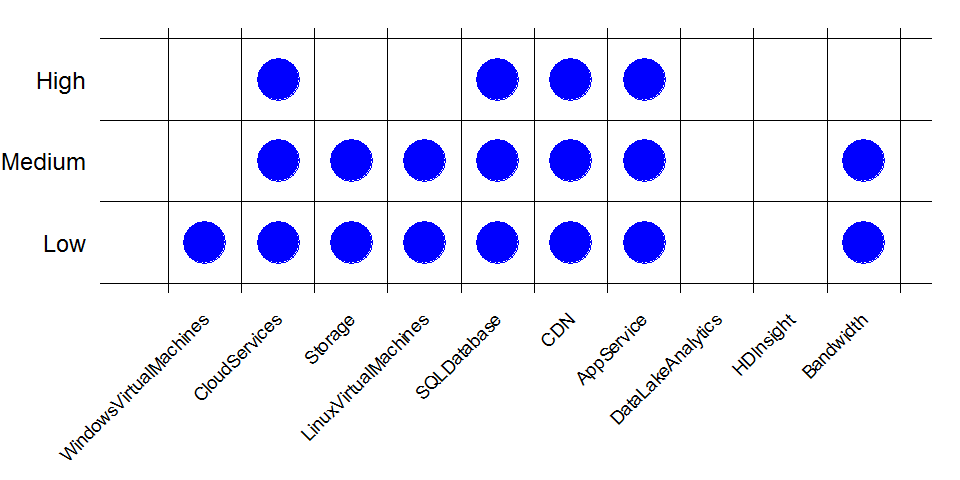 High
Medium
Low
WindowsVirtualMachines
CloudServices
Storage
LinuxVirtualMachines
SQLDatabase
CDN
AppService
DataLakeAnalytics
HDInsight
Bandwidth